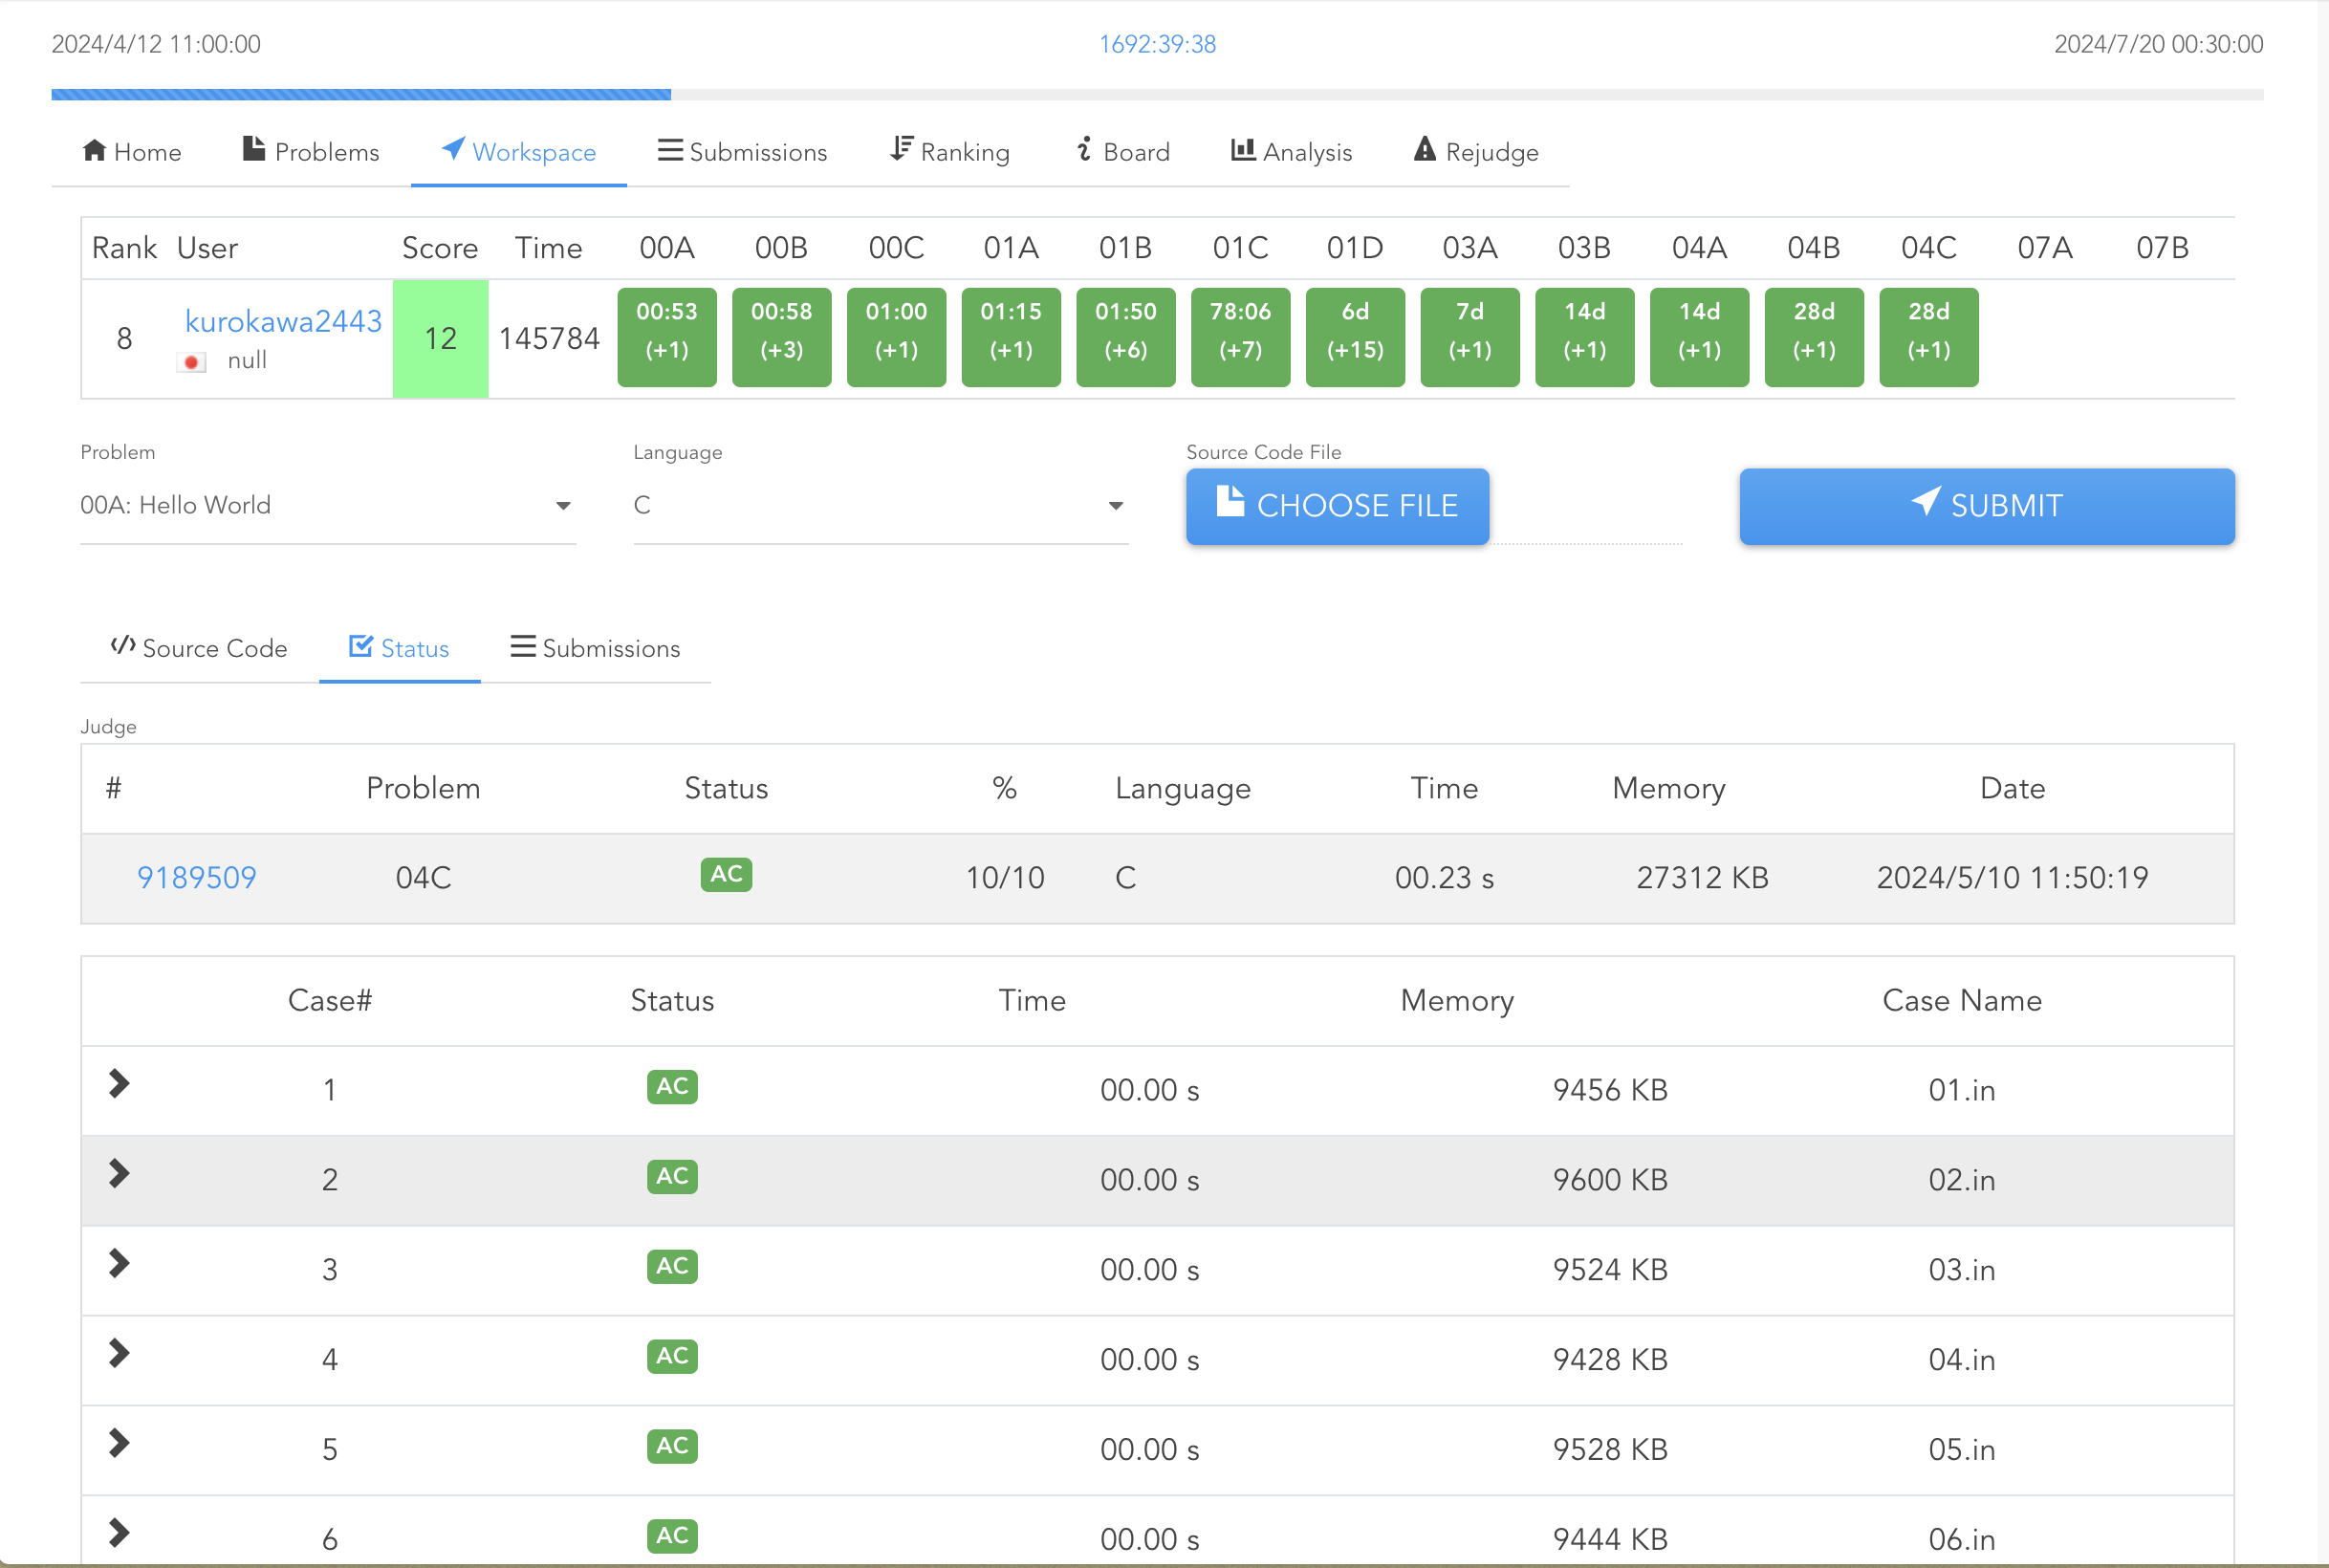 2024/4/12 11:00:00 1692:39:38 2024/7/20 00:30:00
Home Problems Workspace Submissions Ranking Board Analysis Rejudge
Rank User Score Time 00A 00B 00C 01A 01B 01C 01D 03A 03B 04A 04B 04C 07A 07B
8 kurokawa2443 12 145784 00:53 00:58 01:00 01:15 01:50 78:06 6d 7d 14d 14d 28d 28d
null (+1) (+3) (+1) (+1) (+6) (+7) (+15) (+1) (+1) (+1) (+1) (+1)
Problem Language Source Code File
00A: Hello World C CHOOSE FILE SUBMIT
Source Code Status Submissions
Judge
# Problem Status % Language Time Memory Date
9189509 04C AC 10/10 C 00.23 s 27312 KB 2024/5/10 11:50:19
Case# Status Time Memory Case Name
1 AC 00.00 s 9456 KB 01.in
2 AC 00.00 s 9600 KB 02.in
3 AC 00.00 s 9524 KB 03.in
4 AC 00.00 s 9428 KB 04.in
5 AC 00.00 s 9528 KB 05.in
6 AC 00.00 s 9444 KB 06.in